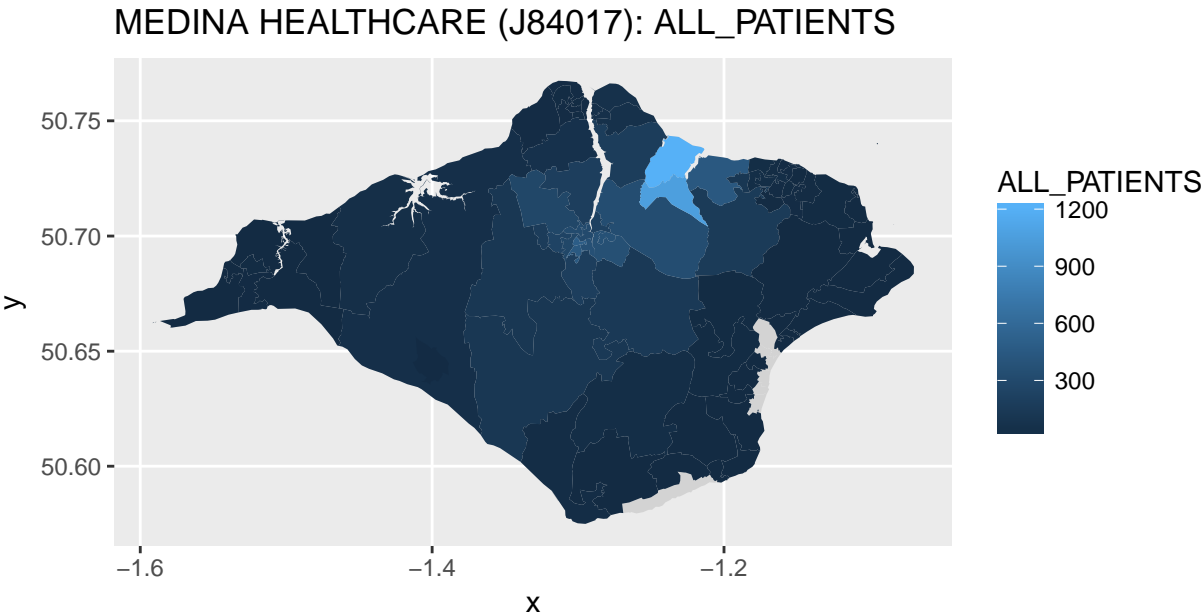 MEDINA HEALTHCARE (J84017): ALL_PATIENTS
50.75
50.70
50.65
50.60
y
−1.6
−1.4
−1.2
x
ALL_PATIENTS
1200
900
600
300